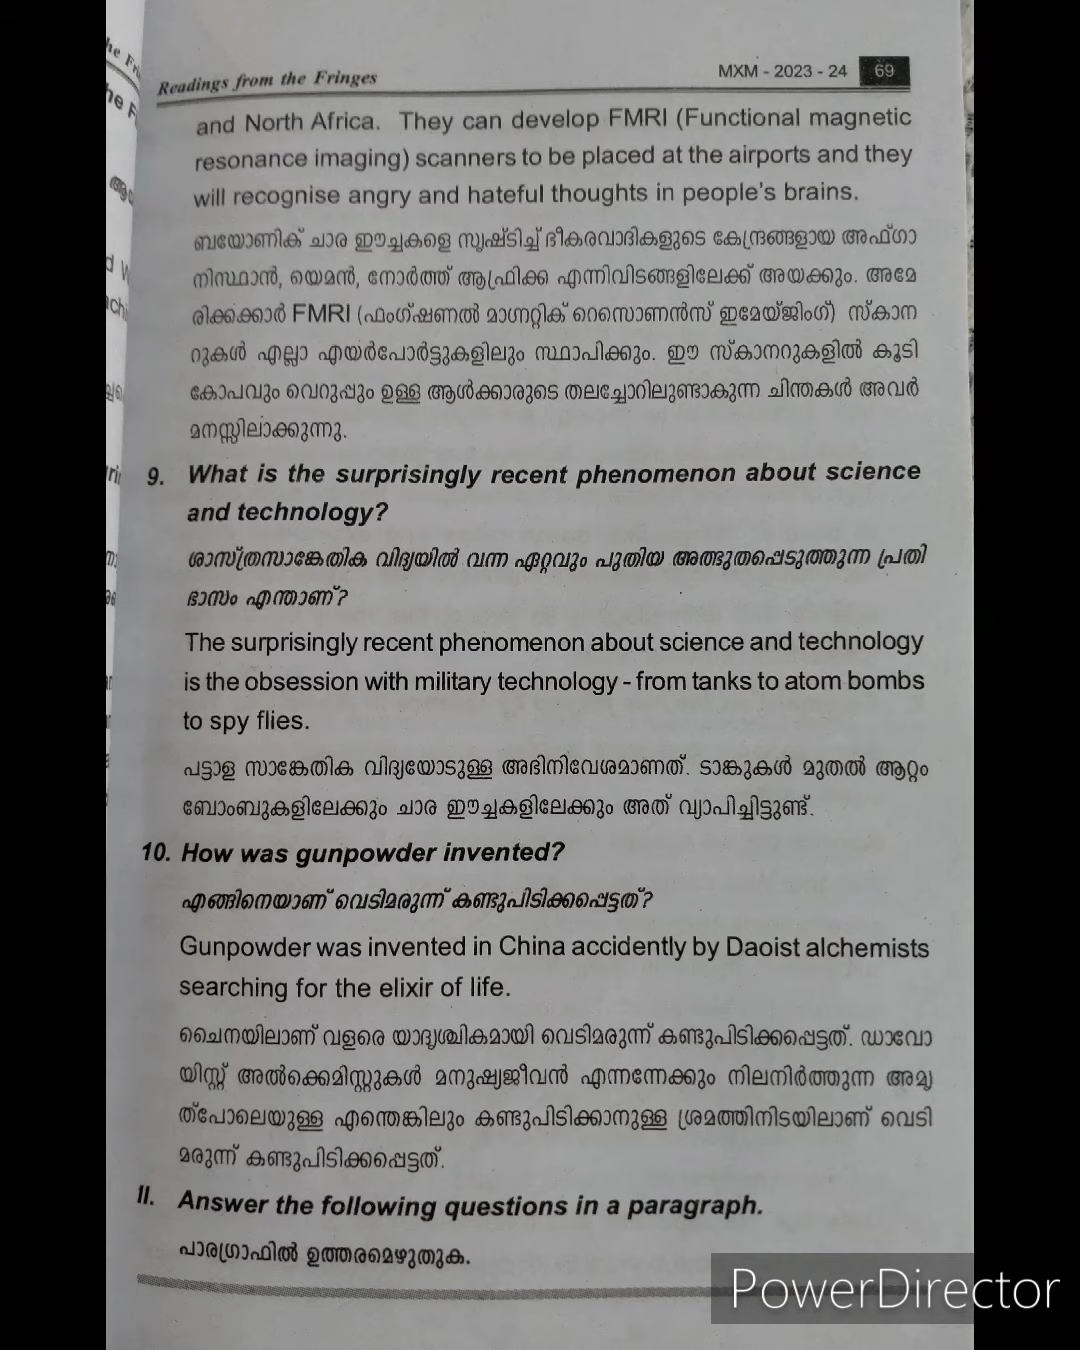 Readings from the Fringes MXM - 2023 - 24 69
and North Africa. They can develop FMRI (Functional magnetic
resonance imaging) scanners to be placed at the airports and they
will recognise angry and hateful thoughts in people's brains.
ബയോണിക് ചാര ഈച്ചകളെ സൃഷ്ടിച്ച് ഭീകരവാദികളുടെ കേന്ദ്രങ്ങളായ അഫ്ഗാ
നിസ്ഥാൻ, യെമൻ, നോർത്ത് ആഫ്രിക്ക എന്നിവിടങ്ങളിലേക്ക് അയക്കും. അമേ
രിക്കക്കാർ FMRI (ഫംഗ്ഷണൽ മാഗ്നറ്റിക് റെസൊണൻസ് ഇമേയ്ജിംഗ്) സ്കാന
റുകൾ എല്ലാ എയർപോർട്ടുകളിലും സ്ഥാപിക്കും. ഈ സ്കാനറുകളിൽ കൂടി
കോപവും വെറുപ്പും ഉള്ള ആൾക്കാരുടെ തലച്ചോറിലുണ്ടാകുന്ന ചിന്തകൾ അവർ
മനസ്സിലാക്കുന്നു.
9. What is the surprisingly recent phenomenon about science
and technology?
ശാസ്ത്രസാങ്കേതിക വിദ്യയിൽ വന്ന ഏറ്റവും പുതിയ അത്ഭുതപ്പെടുത്തുന്ന പ്രതി
ഭാസം എന്താണ്?
The surprisingly recent phenomenon about science and technology
is the obsession with military technology - from tanks to atom bombs
to spy flies.
പട്ടാള സാങ്കേതിക വിദ്യയോടുള്ള അഭിനിവേശമാണത്. ടാങ്കുകൾ മുതൽ ആറ്റം
ബോംബുകളിലേക്കും ചാര ഈച്ചകളിലേക്കും അത് വ്യാപിച്ചിട്ടുണ്ട്.
10. How was gunpowder invented?
എങ്ങിനെയാണ് വെടിമരുന്ന് കണ്ടുപിടിക്കപ്പെട്ടത്?
Gunpowder was invented in China accidently by Daoist alchemists
searching for the elixir of life.
ചൈനയിലാണ് വളരെ യാദൃശ്ചികമായി വെടിമരുന്ന് കണ്ടുപിടിക്കപ്പെട്ടത്. ഡാവോ
യിസ്റ്റ് അൽക്കെമിസ്റ്റുകൾ മനുഷ്യജീവൻ എന്നന്നേക്കും നിലനിർത്തുന്ന അമൃ
ത്പോലെയുള്ള എന്തെങ്കിലും കണ്ടുപിടിക്കാനുള്ള ശ്രമത്തിനിടയിലാണ് വെടി
മരുന്ന് കണ്ടുപിടിക്കപ്പെട്ടത്.
II. Answer the following questions in a paragraph.
പാരഗ്രാഫിൽ ഉത്തരമെഴുതുക.
PowerDirector